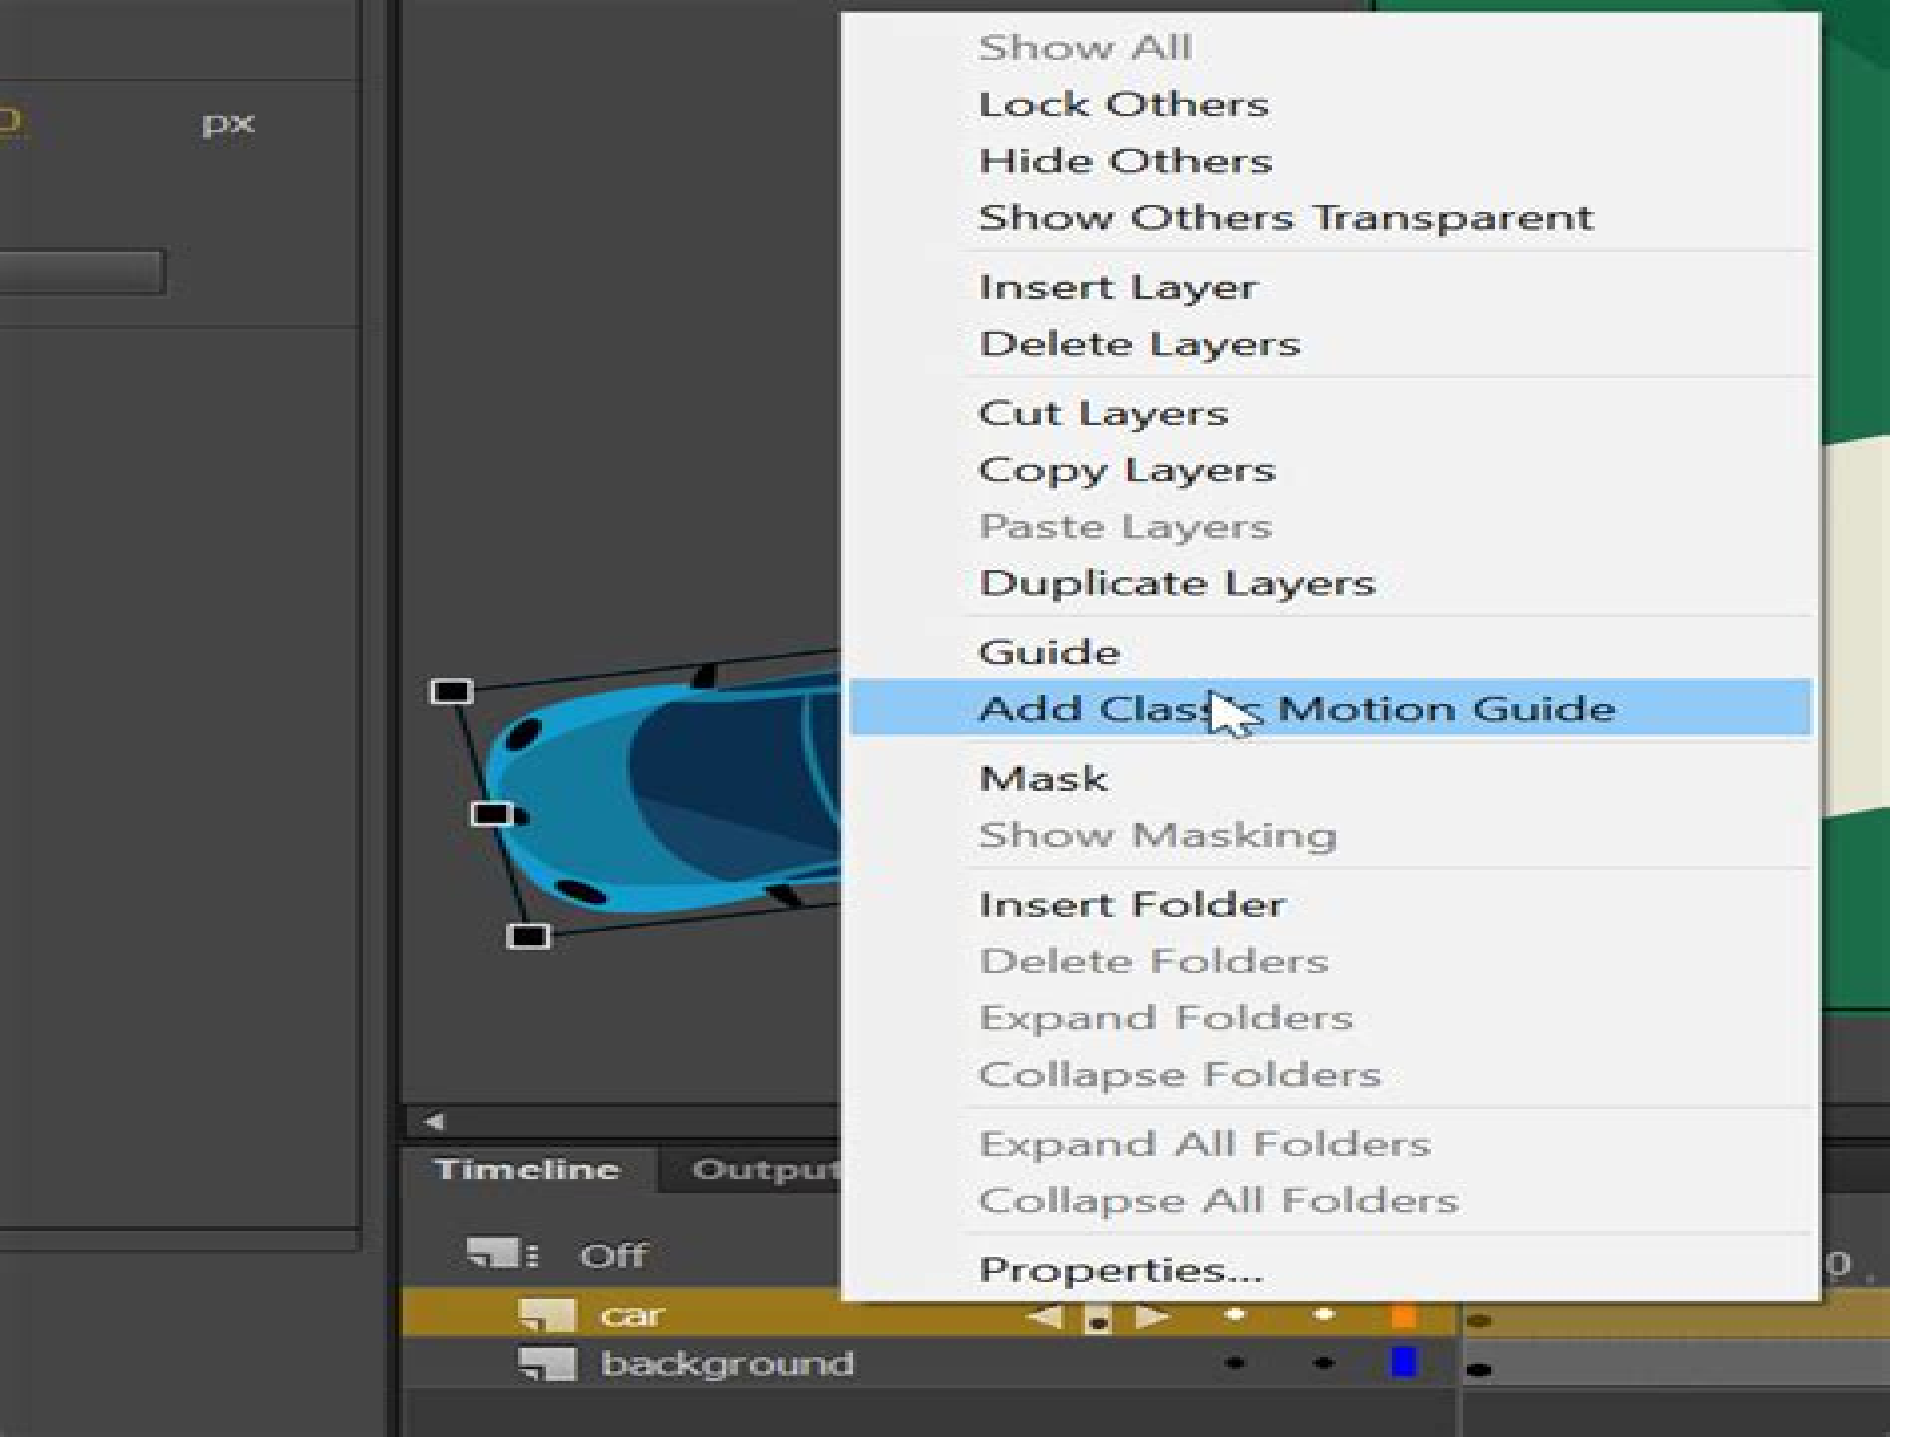 px
Show All
Lock Others
Hide Others
Show Others Transparent
Insert Layer
Delete Layers
Cut Layers
Copy Layers
Paste Layers
Duplicate Layers
Guide
Add Classic Motion Guide
Mask
Show Masking
Insert Folder
Delete Folders
Expand Folders
Collapse Folders
Expand All Folders
Collapse All Folders
Properties...
Timeline Output
Off
car
background